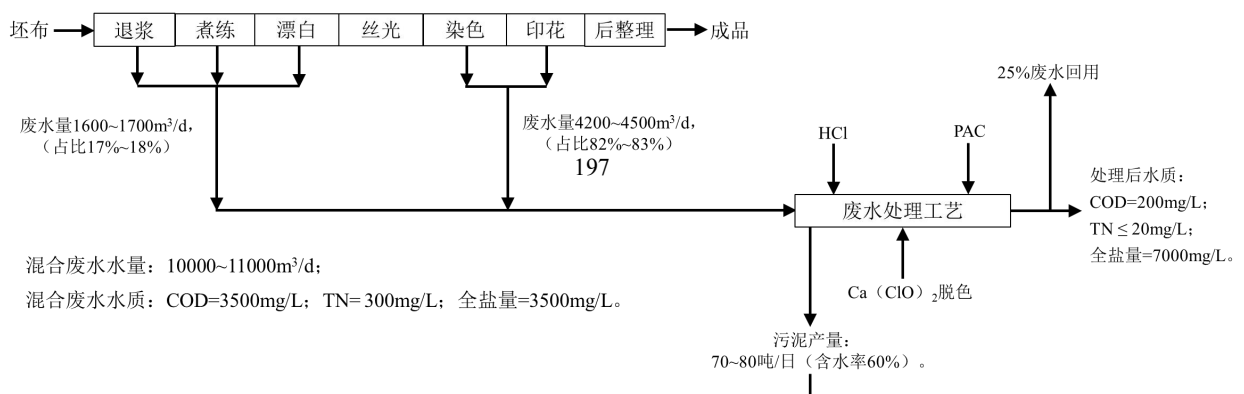 坯布 退浆 煮练 漂白 丝光 染色 印花 后整理 成品
25%废水回用
废水量1600~1700m³/d，
（占比17%~18%）
废水量4200~4500m³/d，
（占比82%~83%）
197
HCl
PAC
废水处理工艺
处理后水质：
COD=200mg/L；
TN ≤ 20mg/L；
全盐量=7000mg/L。
混合废水水量：10000~11000m³/d；
混合废水水质：COD=3500mg/L；TN= 300mg/L；全盐量=3500mg/L。
Ca（ClO）₂脱色
污泥产量：
70~80吨/日（含水率60%）。